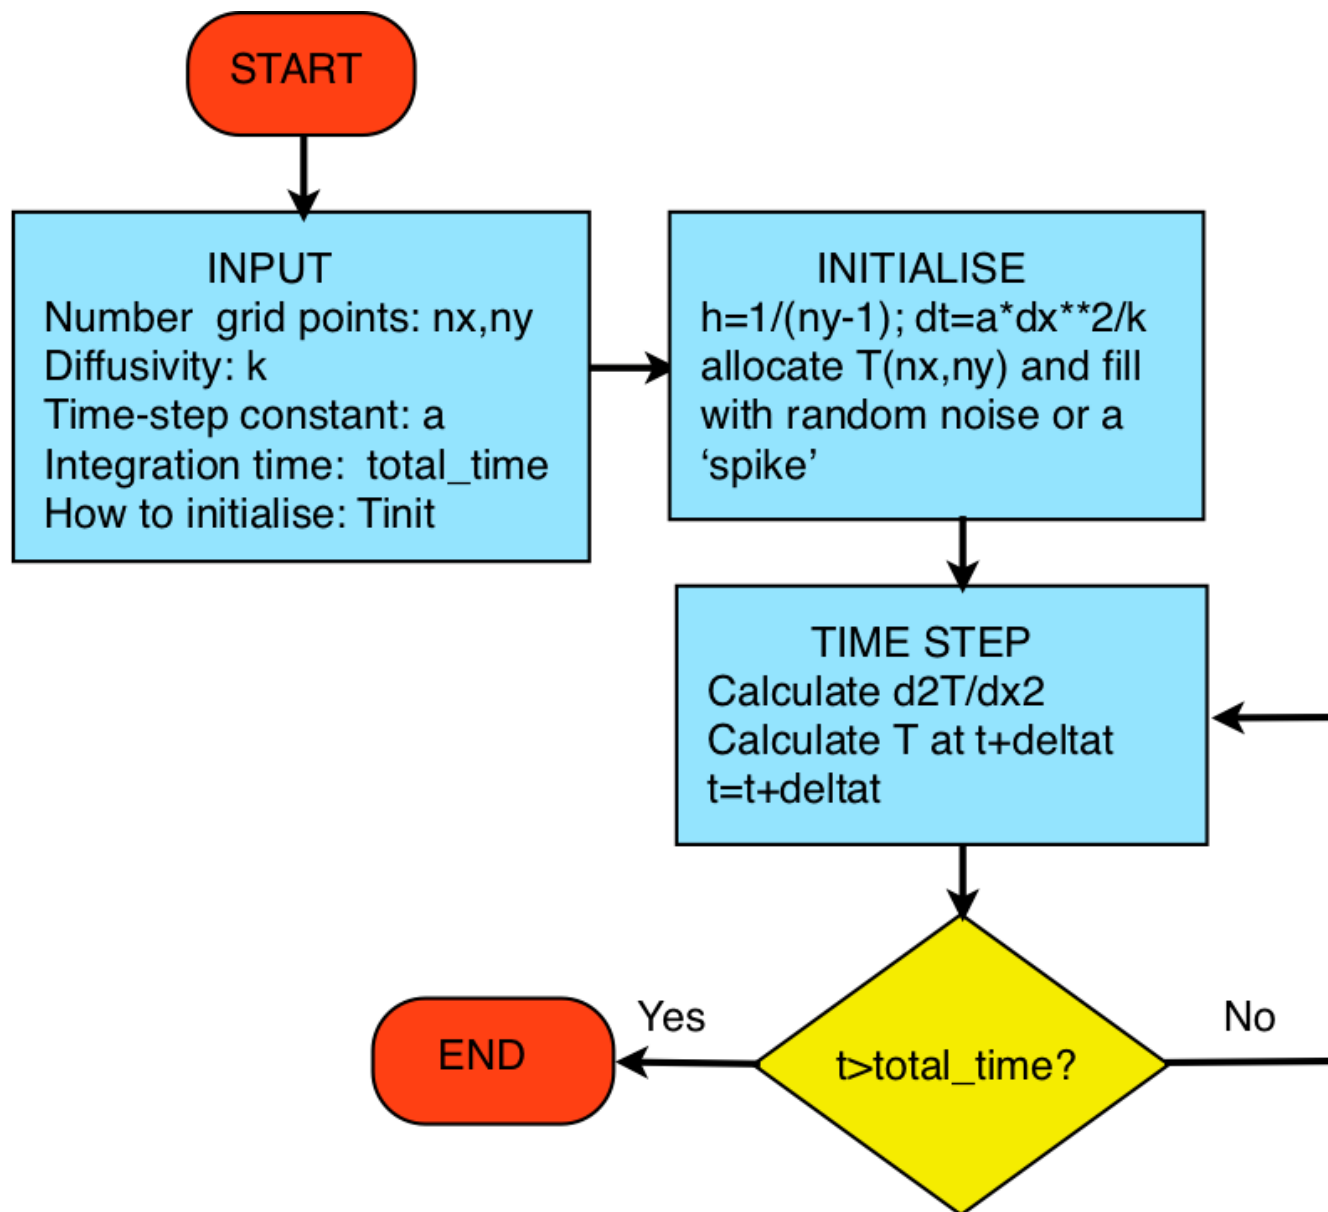 START
INPUT
Number grid points: nx,ny
Diffusivity: k
Time-step constant: a
Integration time: total_time
How to initialise: Tinit
INITIALISE
h=1/(ny-1); dt=a*dx**2/k
allocate T(nx,ny) and fill
with random noise or a
‘spike’
TIME STEP
Calculate d2T/dx2
Calculate T at t+deltat
t=t+deltat
t>total_time?
Yes
No
END